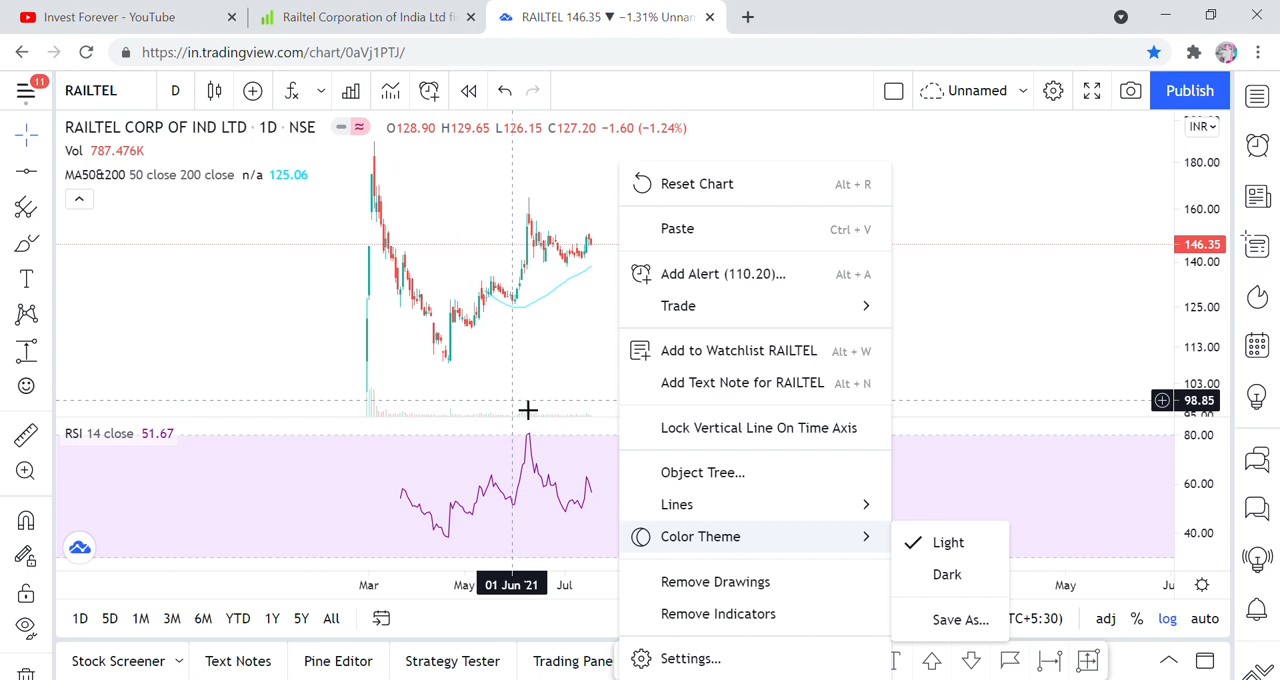 Invest Forever - YouTube
Railtel Corporation of India Ltd fi
RAILTEL 146.35 ▼ −1.31% Unnan
https://in.tradingview.com/chart/0aVj1PTJ/
11
RAILTEL
D
Unnamed
Publish
RAILTEL CORP OF IND LTD · 1D · NSE
O128.90 H129.65 L126.15 C127.20 −1.60 (−1.24%)
INR
Vol 787.476K
MA50&200 50 close 200 close n/a 125.06
180.00
160.00
146.35
140.00
125.00
113.00
103.00
98.85
95.00
Reset Chart Alt + R
Paste Ctrl + V
Add Alert (110.20)... Alt + A
Trade
Add to Watchlist RAILTEL Alt + W
Add Text Note for RAILTEL Alt + N
Lock Vertical Line On Time Axis
Object Tree...
Lines
Color Theme
Remove Drawings
Remove Indicators
Settings...
Light
Dark
Save As...
RSI 14 close 51.67
80.00
60.00
40.00
Mar
May
01 Jun '21
Jul
May
Ju
1D 5D 1M 3M 6M YTD 1Y 5Y All
TC+5:30)
adj % log auto
Stock Screener
Text Notes
Pine Editor
Strategy Tester
Trading Pane